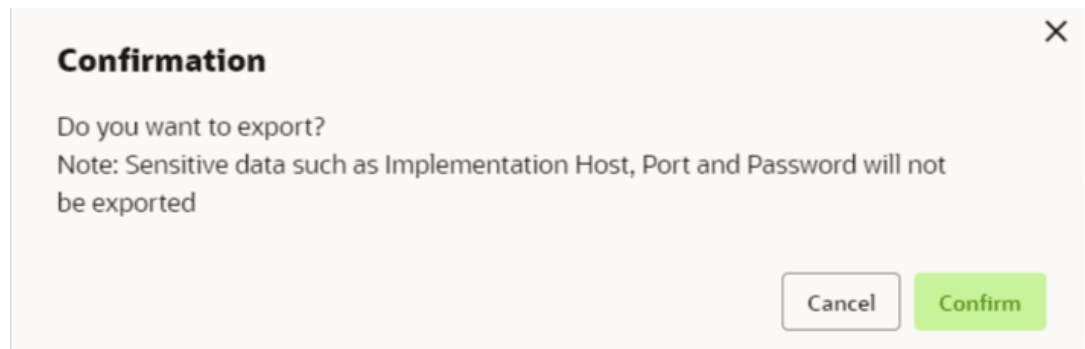 Confirmation
Do you want to export?
Note: Sensitive data such as Implementation Host, Port and Password will not
be exported
Cancel
Confirm